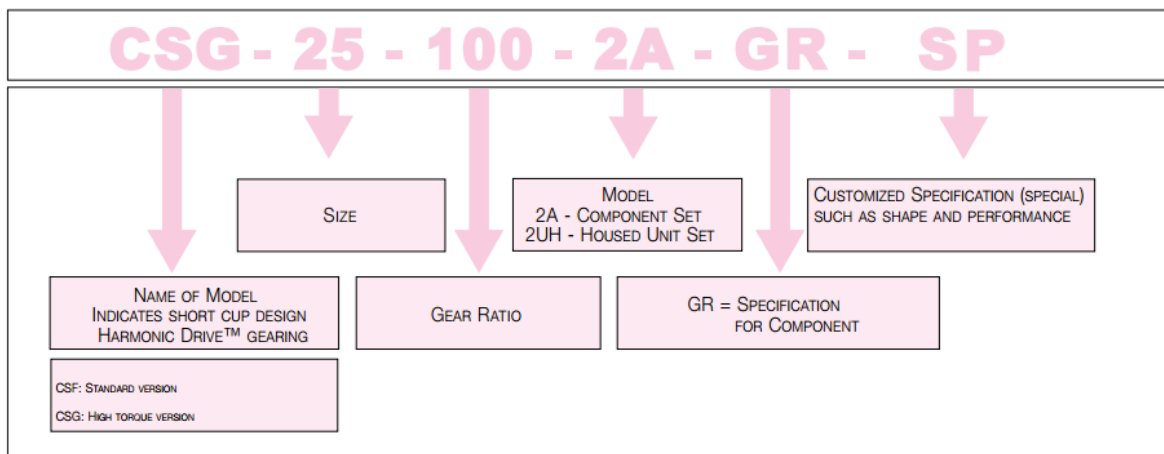 CSG - 25 - 100 - 2A - GR - SP
SIZE
MODEL
2A - COMPONENT SET
2UH - HOUSED UNIT SET
CUSTOMIZED SPECIFICATION (SPECIAL)
SUCH AS SHAPE AND PERFORMANCE
NAME OF MODEL
INDICATES SHORT CUP DESIGN
HARMONIC DRIVE™ GEARING
GEAR RATIO
GR = SPECIFICATION
FOR COMPONENT
CSF: STANDARD VERSION
CSG: HIGH TORQUE VERSION